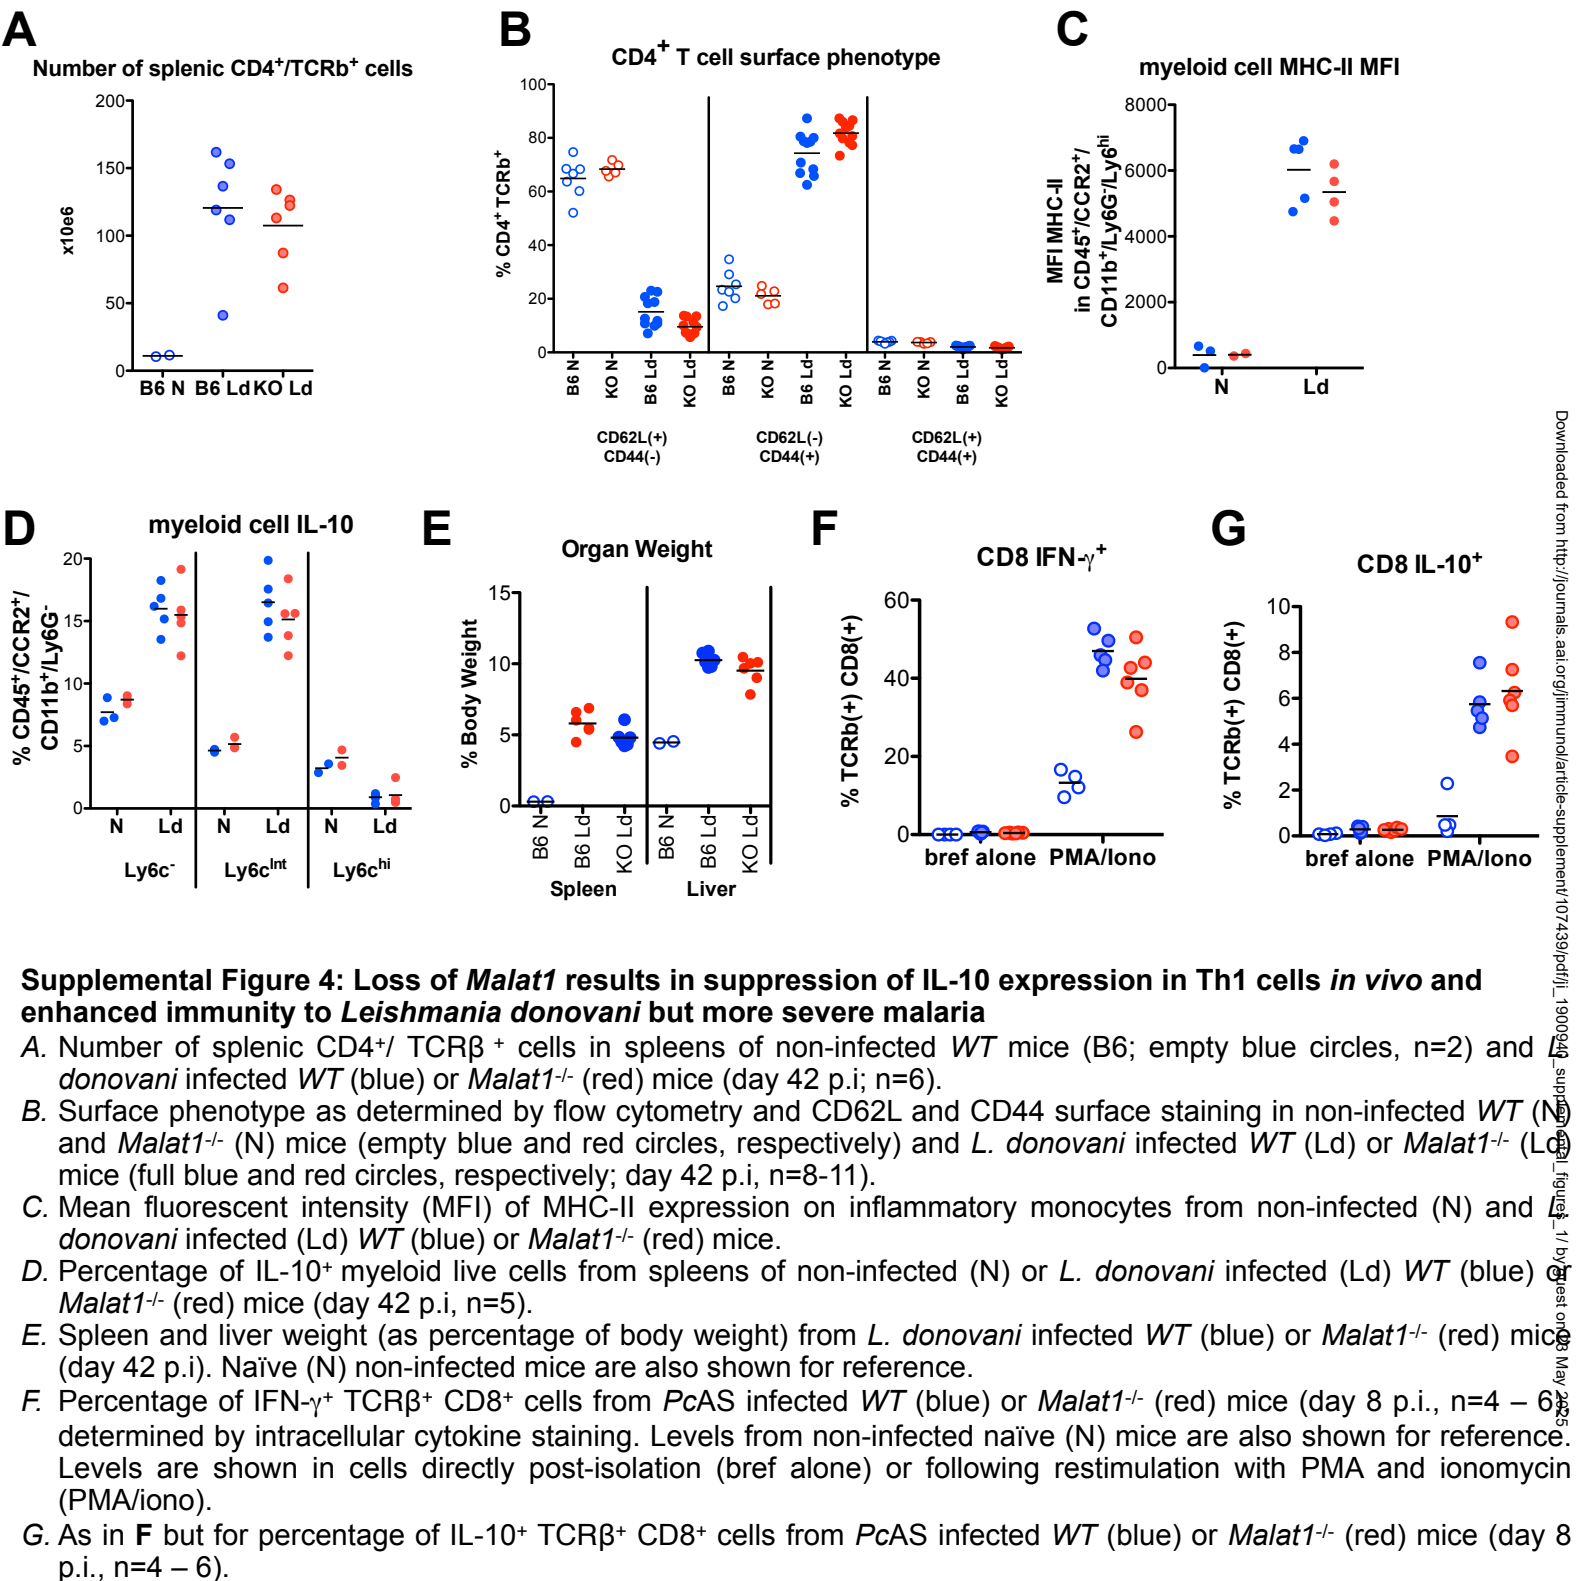 A
Number of splenic CD4+/TCRb+ cells
x10e6
200
150
100
50
0
B6 N B6 Ld KO Ld
B
CD4+ T cell surface phenotype
% CD4+ TCRb+
100
80
60
40
20
0
B6 N KO N B6 Ld KO Ld B6 N KO N B6 Ld KO Ld B6 N KO N B6 Ld KO Ld
CD62L(+) CD62L(-) CD62L(+)
CD44(-) CD44(+) CD44(+)
C
myeloid cell MHC-II MFI
MFI MHC-II
in CD45+/CCR2+/
CD11b+/Ly6G-/Ly6hi
8000
6000
4000
2000
0
N Ld
D
myeloid cell IL-10
% CD45+/CCR2+/
CD11b+/Ly6G-
20
15
10
5
0
N Ld N Ld N Ld
Ly6c- Ly6cInt Ly6chi
E
Organ Weight
% Body Weight
15
10
5
0
B6 N B6 Ld KO Ld B6 N B6 Ld KO Ld
Spleen Liver
F
CD8 IFN-γ+
% TCRb(+) CD8(+)
60
40
20
0
bref alone PMA/Iono
G
CD8 IL-10+
% TCRb(+) CD8(+)
10
8
6
4
2
0
bref alone PMA/Iono
Supplemental Figure 4: Loss of Malat1 results in suppression of IL-10 expression in Th1 cells in vivo and
enhanced immunity to Leishmania donovani but more severe malaria
A. Number of splenic CD4+/ TCRβ + cells in spleens of non-infected WT mice (B6; empty blue circles, n=2) and L.
donovani infected WT (blue) or Malat1-/- (red) mice (day 42 p.i; n=6).
B. Surface phenotype as determined by flow cytometry and CD62L and CD44 surface staining in non-infected WT (N)
and Malat1-/- (N) mice (empty blue and red circles, respectively) and L. donovani infected WT (Ld) or Malat1-/- (Ld)
mice (full blue and red circles, respectively; day 42 p.i, n=8-11).
C. Mean fluorescent intensity (MFI) of MHC-II expression on inflammatory monocytes from non-infected (N) and L.
donovani infected (Ld) WT (blue) or Malat1-/- (red) mice.
D. Percentage of IL-10+ myeloid live cells from spleens of non-infected (N) or L. donovani infected (Ld) WT (blue) or
Malat1-/- (red) mice (day 42 p.i, n=5).
E. Spleen and liver weight (as percentage of body weight) from L. donovani infected WT (blue) or Malat1-/- (red) mice
(day 42 p.i). Naïve (N) non-infected mice are also shown for reference.
F. Percentage of IFN-γ+ TCRβ+ CD8+ cells from PcAS infected WT (blue) or Malat1-/- (red) mice (day 8 p.i., n=4 – 6),
determined by intracellular cytokine staining. Levels from non-infected naïve (N) mice are also shown for reference.
Levels are shown in cells directly post-isolation (bref alone) or following restimulation with PMA and ionomycin
(PMA/iono).
G. As in F but for percentage of IL-10+ TCRβ+ CD8+ cells from PcAS infected WT (blue) or Malat1-/- (red) mice (day 8
p.i., n=4 – 6).
Downloaded from http://journals.aai.org/jimmunol/article-supplement/107439/pdf/ji_1900940_supplemental_figures_1/ by guest on 03 May 2025